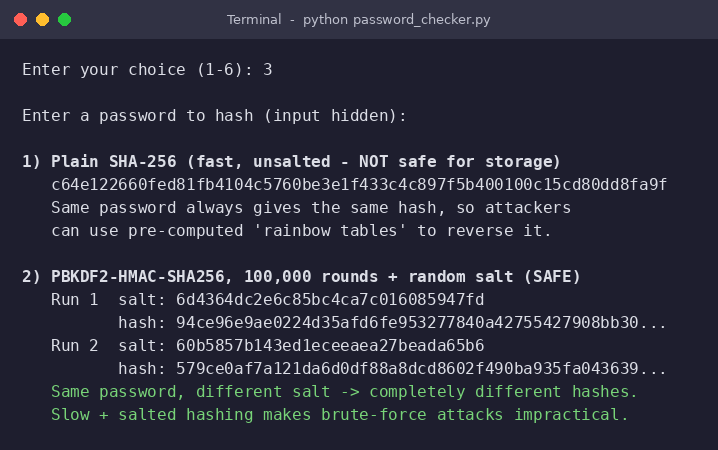 Terminal - python password_checker.py
Enter your choice (1-6): 3
Enter a password to hash (input hidden):
1) Plain SHA-256 (fast, unsalted - NOT safe for storage)
c64e122660fed81fb4104c5760be3e1f433c4c897f5b400100c15cd80dd8fa9f
Same password always gives the same hash, so attackers
can use pre-computed 'rainbow tables' to reverse it.
2) PBKDF2-HMAC-SHA256, 100,000 rounds + random salt (SAFE)
Run 1  salt: 6d4364dc2e6c85bc4ca7c016085947fd
hash: 94ce96e9ae0224d35afd6fe953277840a42755427908bb30...
Run 2  salt: 60b5857b143ed1eceeaea27beada65b6
hash: 579ce0af7a121da6d0df88a8dcd8602f490ba935fa043639...
Same password, different salt -> completely different hashes.
Slow + salted hashing makes brute-force attacks impractical.